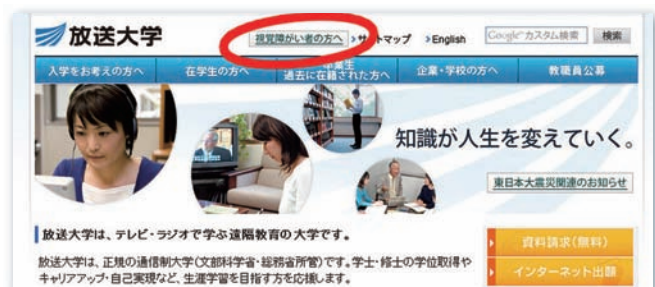 放送大学
視覚障がい者の方へ
サイトマップ
English
Google カスタム検索
検索
入学をお考えの方へ
在学生の方へ
卒業生
過去に在籍された方へ
企業・学校の方へ
教職員公募
知識が人生を変えていく。
東日本大震災関連のお知らせ
放送大学は、テレビ・ラジオで学ぶ遠隔教育の大学です。
放送大学は、正規の通信制大学(文部科学省・総務省所管)です。学士・修士の学位取得や
キャリアアップ・自己実現など、生涯学習を目指す方を応援します。
資料請求(無料)
インターネット出願